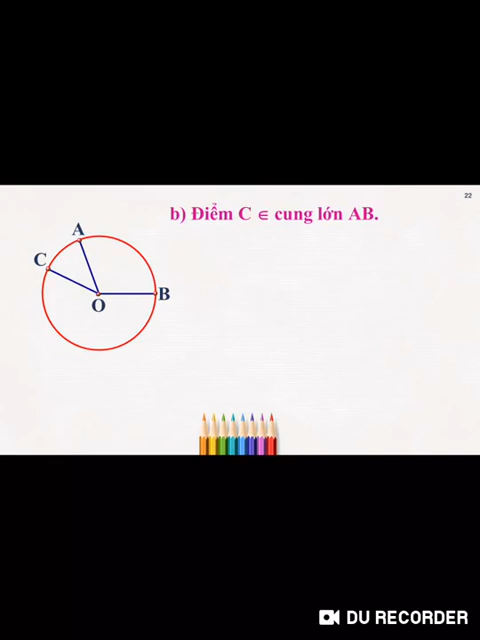 22
b) Điểm C ∈ cung lớn AB.
A
C
B
O
DU RECORDER